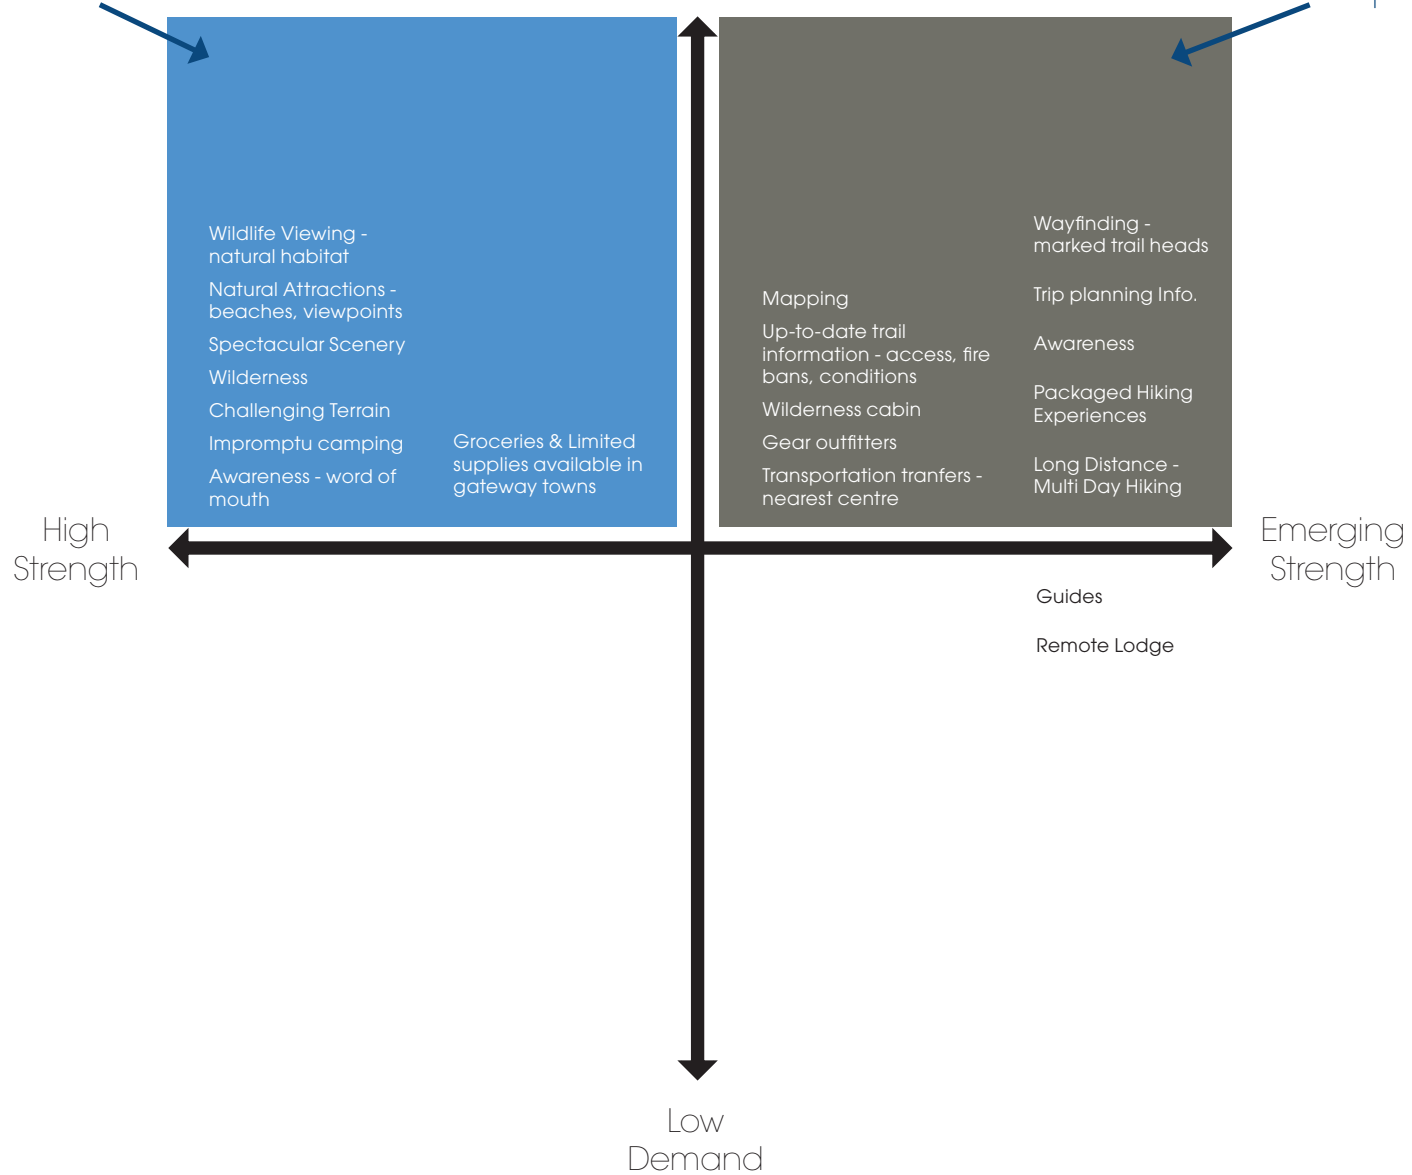 Wildlife Viewing -
natural habitat
Natural Attractions -
beaches, viewpoints
Spectacular Scenery
Wilderness
Challenging Terrain
Impromptu camping
Awareness - word of
mouth
Groceries & Limited
supplies available in
gateway towns
Mapping
Up-to-date trail
information - access, fire
bans, conditions
Wilderness cabin
Gear outfitters
Transportation tranfers -
nearest centre
Wayfinding -
marked trail heads
Trip planning Info.
Awareness
Packaged Hiking
Experiences
Long Distance -
Multi Day Hiking
High
Strength
Emerging
Strength
Guides
Remote Lodge
Low
Demand